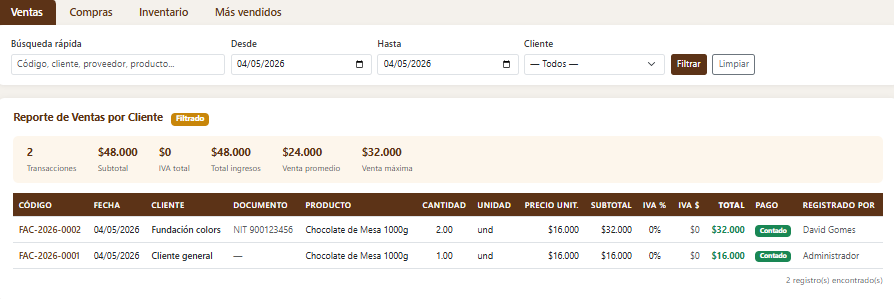 Ventas Compras Inventario Más vendidos
Búsqueda rápida Desde Hasta Cliente
Código, cliente, proveedor, producto... 04/05/2026 04/05/2026 — Todos — Filtrar Limpiar
Reporte de Ventas por Cliente Filtrado
2 $48.000 $0 $48.000 $24.000 $32.000
Transacciones Subtotal IVA total Total ingresos Venta promedio Venta máxima
CÓDIGO FECHA CLIENTE DOCUMENTO PRODUCTO CANTIDAD UNIDAD PRECIO UNIT. SUBTOTAL IVA % IVA $ TOTAL PAGO REGISTRADO POR
FAC-2026-0002 04/05/2026 Fundación colors NIT 900123456 Chocolate de Mesa 1000g 2.00 und $16.000 $32.000 0% $0 $32.000 Contado David Gomes
FAC-2026-0001 04/05/2026 Cliente general — Chocolate de Mesa 1000g 1.00 und $16.000 $16.000 0% $0 $16.000 Contado Administrador
2 registro(s) encontrado(s)